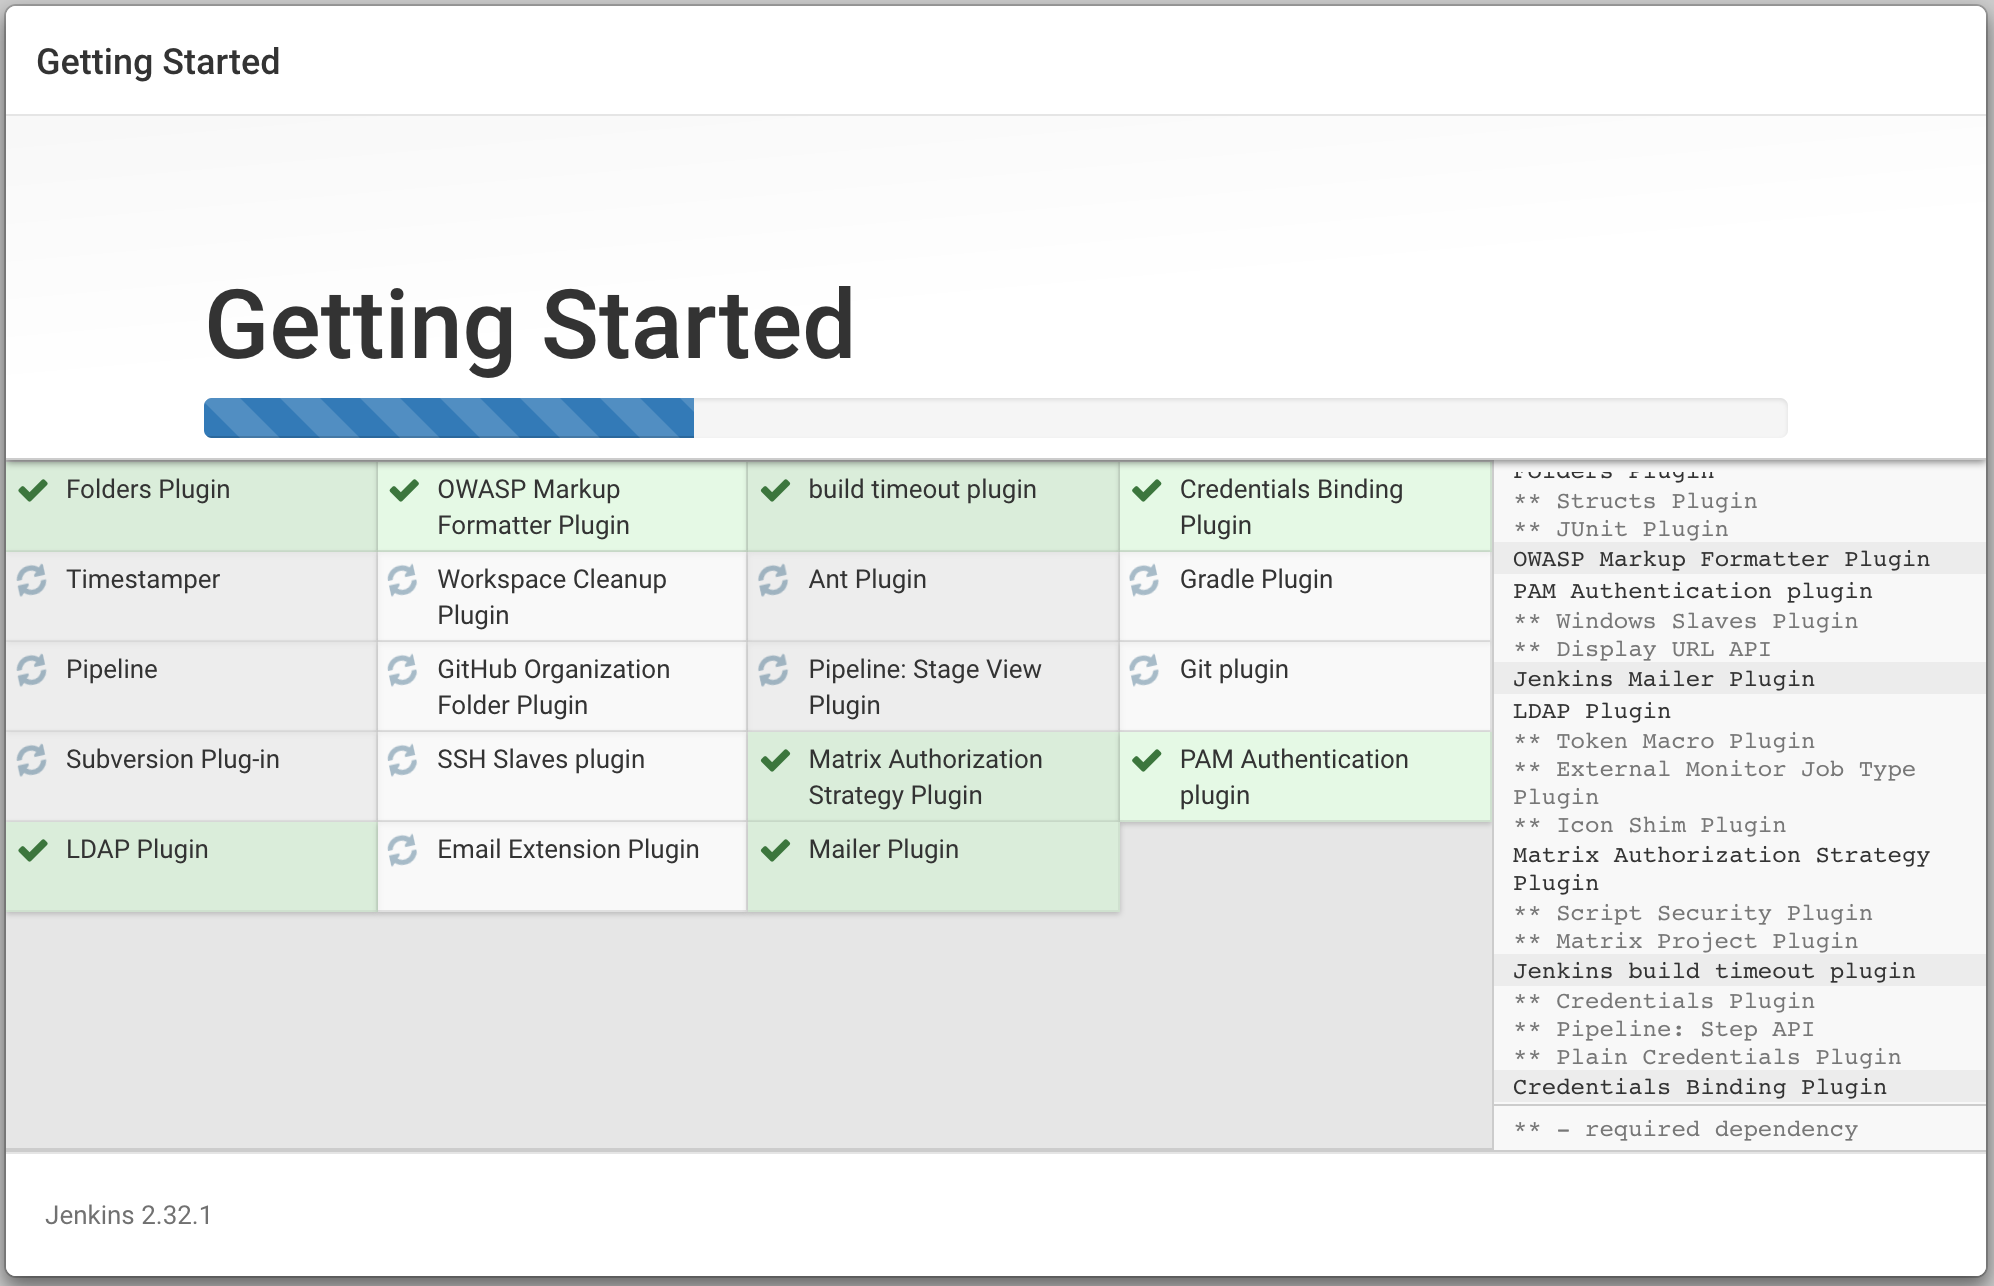 Getting Started
Getting Started
Folders Plugin
OWASP Markup
Formatter Plugin
build timeout plugin
Credentials Binding
Plugin
Timestamper
Workspace Cleanup
Plugin
Ant Plugin
Gradle Plugin
Pipeline
GitHub Organization
Folder Plugin
Pipeline: Stage View
Plugin
Git plugin
Subversion Plug-in
SSH Slaves plugin
Matrix Authorization
Strategy Plugin
PAM Authentication
plugin
LDAP Plugin
Email Extension Plugin
Mailer Plugin
Folders Plugin
** Structs Plugin
** JUnit Plugin
OWASP Markup Formatter Plugin
PAM Authentication plugin
** Windows Slaves Plugin
** Display URL API
Jenkins Mailer Plugin
LDAP Plugin
** Token Macro Plugin
** External Monitor Job Type
Plugin
** Icon Shim Plugin
Matrix Authorization Strategy
Plugin
** Script Security Plugin
** Matrix Project Plugin
Jenkins build timeout plugin
** Credentials Plugin
** Pipeline: Step API
** Plain Credentials Plugin
Credentials Binding Plugin
** - required dependency
Jenkins 2.32.1